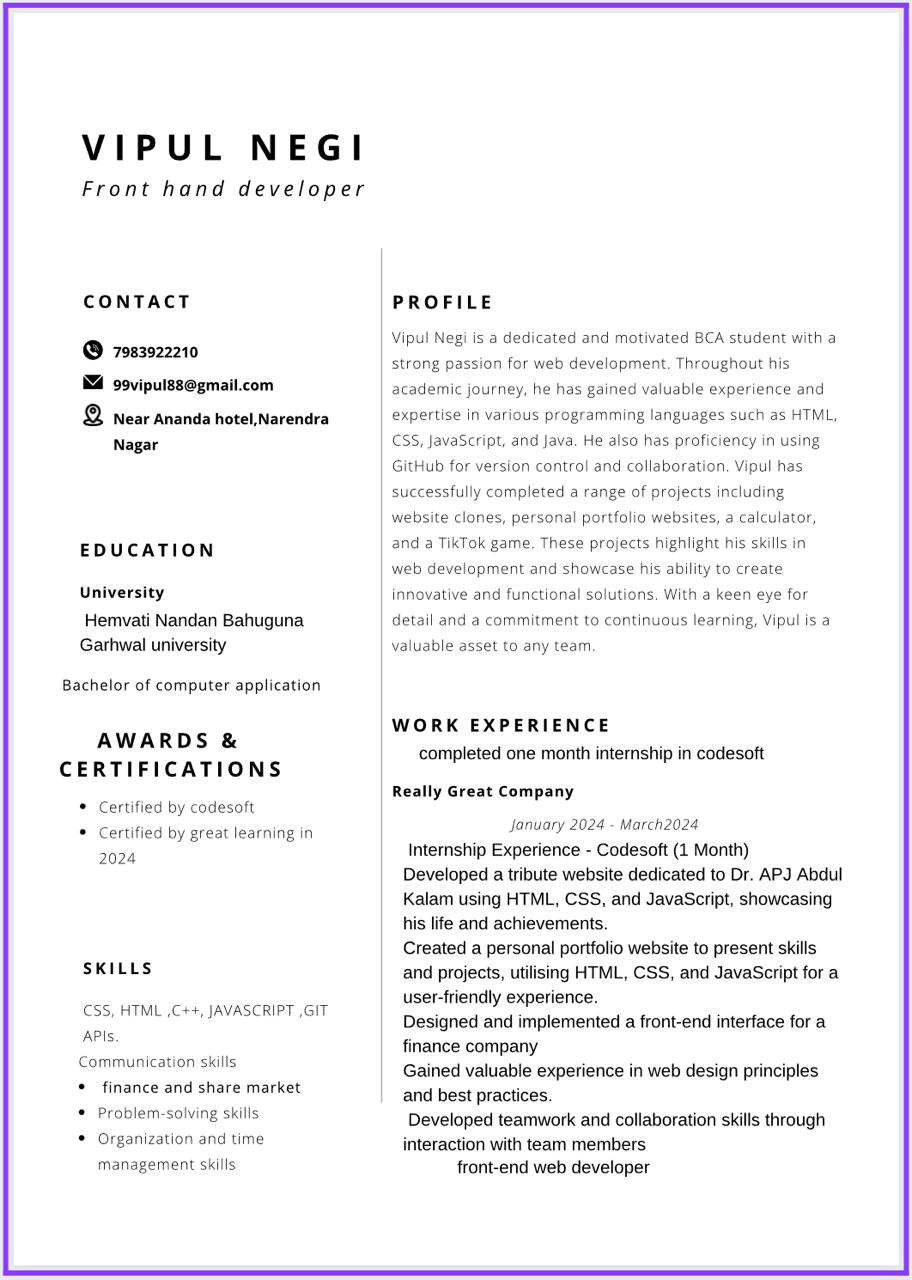 VIPUL NEGI
Front hand developer
CONTACT
7983922210
99vipul88@gmail.com
Near Ananda hotel,Narendra
Nagar
EDUCATION
University
Hemvati Nandan Bahuguna
Garhwal university
Bachelor of computer application
AWARDS &
CERTIFICATIONS
• Certified by codesoft
• Certified by great learning in
2024
SKILLS
CSS, HTML ,C++, JAVASCRIPT ,GIT
APIs.
Communication skills
• finance and share market
• Problem-solving skills
• Organization and time
management skills
PROFILE
Vipul Negi is a dedicated and motivated BCA student with a
strong passion for web development. Throughout his
academic journey, he has gained valuable experience and
expertise in various programming languages such as HTML,
CSS, JavaScript, and Java. He also has proficiency in using
GitHub for version control and collaboration. Vipul has
successfully completed a range of projects including
website clones, personal portfolio websites, a calculator,
and a TikTok game. These projects highlight his skills in
web development and showcase his ability to create
innovative and functional solutions. With a keen eye for
detail and a commitment to continuous learning, Vipul is a
valuable asset to any team.
WORK EXPERIENCE
completed one month internship in codesoft
Really Great Company
January 2024 - March2024
Internship Experience - Codesoft (1 Month)
Developed a tribute website dedicated to Dr. APJ Abdul
Kalam using HTML, CSS, and JavaScript, showcasing
his life and achievements.
Created a personal portfolio website to present skills
and projects, utilising HTML, CSS, and JavaScript for a
user-friendly experience.
Designed and implemented a front-end interface for a
finance company
Gained valuable experience in web design principles
and best practices.
Developed teamwork and collaboration skills through
interaction with team members
front-end web developer